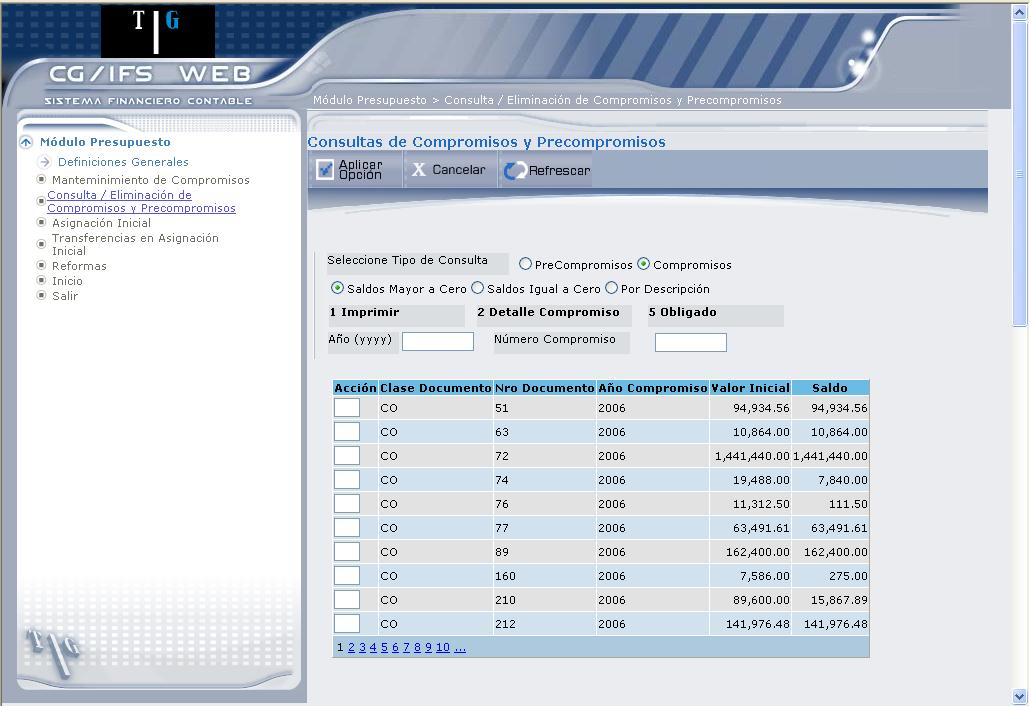 T|G
CG/IFS WEB
SISTEMA FINANCIERO CONTABLE
Módulo Presupuesto > Consulta / Eliminación de Compromisos y Precompromisos
Módulo Presupuesto
Definiciones Generales
Manteminimiento de Compromisos
Consulta / Eliminación de
Compromisos y Precompromisos
Asignación Inicial
Transferencias en Asignación
Inicial
Reformas
Inicio
Salir
T|G
Consultas de Compromisos y Precompromisos
Aplicar
Opción
X Cancelar
Refrescar
Seleccione Tipo de Consulta PreCompromisos Compromisos
Saldos Mayor a Cero Saldos Igual a Cero Por Descripción
1 Imprimir 2 Detalle Compromiso 5 Obligado
Año (yyyy) Número Compromiso
Acción Clase Documento Nro Documento Año Compromiso Valor Inicial Saldo
CO 51 2006 94,934.56 94,934.56
CO 63 2006 10,864.00 10,864.00
CO 72 2006 1,441,440.00 1,441,440.00
CO 74 2006 19,488.00 7,840.00
CO 76 2006 11,312.50 111.50
CO 77 2006 63,491.61 63,491.61
CO 89 2006 162,400.00 162,400.00
CO 160 2006 7,586.00 275.00
CO 210 2006 89,600.00 15,867.89
CO 212 2006 141,976.48 141,976.48
1 2 3 4 5 6 7 8 9 10 ...